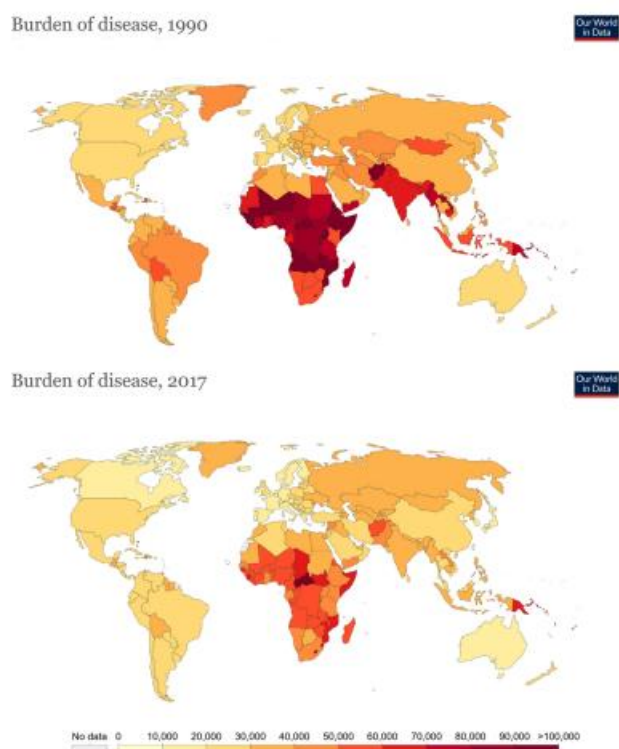 Burden of disease, 1990
Our World
in Data
Burden of disease, 2017
Our World
in Data
No data 0 10,000 20,000 30,000 40,000 50,000 60,000 70,000 80,000 90,000 >100,000